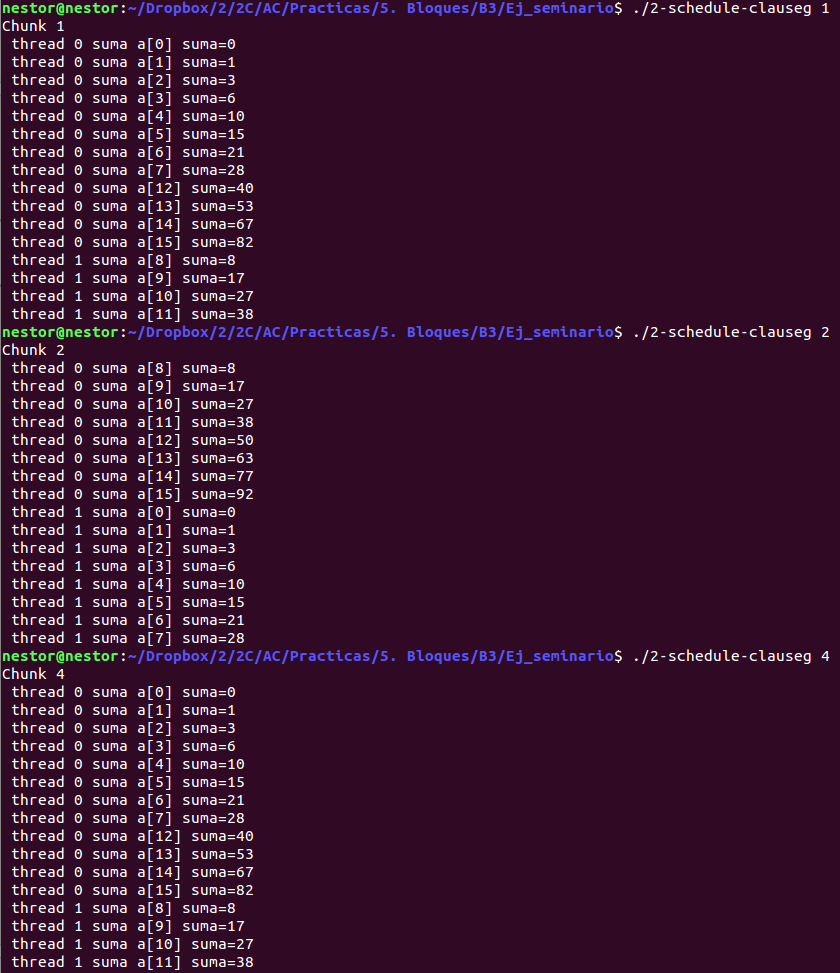 nestor@nestor:~/Dropbox/2/2C/AC/Practicas/5. Bloques/B3/Ej_seminario$ ./2-schedule-clauseg 1
Chunk 1
 thread 0 suma a[0] suma=0
 thread 0 suma a[1] suma=1
 thread 0 suma a[2] suma=3
 thread 0 suma a[3] suma=6
 thread 0 suma a[4] suma=10
 thread 0 suma a[5] suma=15
 thread 0 suma a[6] suma=21
 thread 0 suma a[7] suma=28
 thread 0 suma a[12] suma=40
 thread 0 suma a[13] suma=53
 thread 0 suma a[14] suma=67
 thread 0 suma a[15] suma=82
 thread 1 suma a[8] suma=8
 thread 1 suma a[9] suma=17
 thread 1 suma a[10] suma=27
 thread 1 suma a[11] suma=38
nestor@nestor:~/Dropbox/2/2C/AC/Practicas/5. Bloques/B3/Ej_seminario$ ./2-schedule-clauseg 2
Chunk 2
 thread 0 suma a[8] suma=8
 thread 0 suma a[9] suma=17
 thread 0 suma a[10] suma=27
 thread 0 suma a[11] suma=38
 thread 0 suma a[12] suma=50
 thread 0 suma a[13] suma=63
 thread 0 suma a[14] suma=77
 thread 0 suma a[15] suma=92
 thread 1 suma a[0] suma=0
 thread 1 suma a[1] suma=1
 thread 1 suma a[2] suma=3
 thread 1 suma a[3] suma=6
 thread 1 suma a[4] suma=10
 thread 1 suma a[5] suma=15
 thread 1 suma a[6] suma=21
 thread 1 suma a[7] suma=28
nestor@nestor:~/Dropbox/2/2C/AC/Practicas/5. Bloques/B3/Ej_seminario$ ./2-schedule-clauseg 4
Chunk 4
 thread 0 suma a[0] suma=0
 thread 0 suma a[1] suma=1
 thread 0 suma a[2] suma=3
 thread 0 suma a[3] suma=6
 thread 0 suma a[4] suma=10
 thread 0 suma a[5] suma=15
 thread 0 suma a[6] suma=21
 thread 0 suma a[7] suma=28
 thread 0 suma a[12] suma=40
 thread 0 suma a[13] suma=53
 thread 0 suma a[14] suma=67
 thread 0 suma a[15] suma=82
 thread 1 suma a[8] suma=8
 thread 1 suma a[9] suma=17
 thread 1 suma a[10] suma=27
 thread 1 suma a[11] suma=38